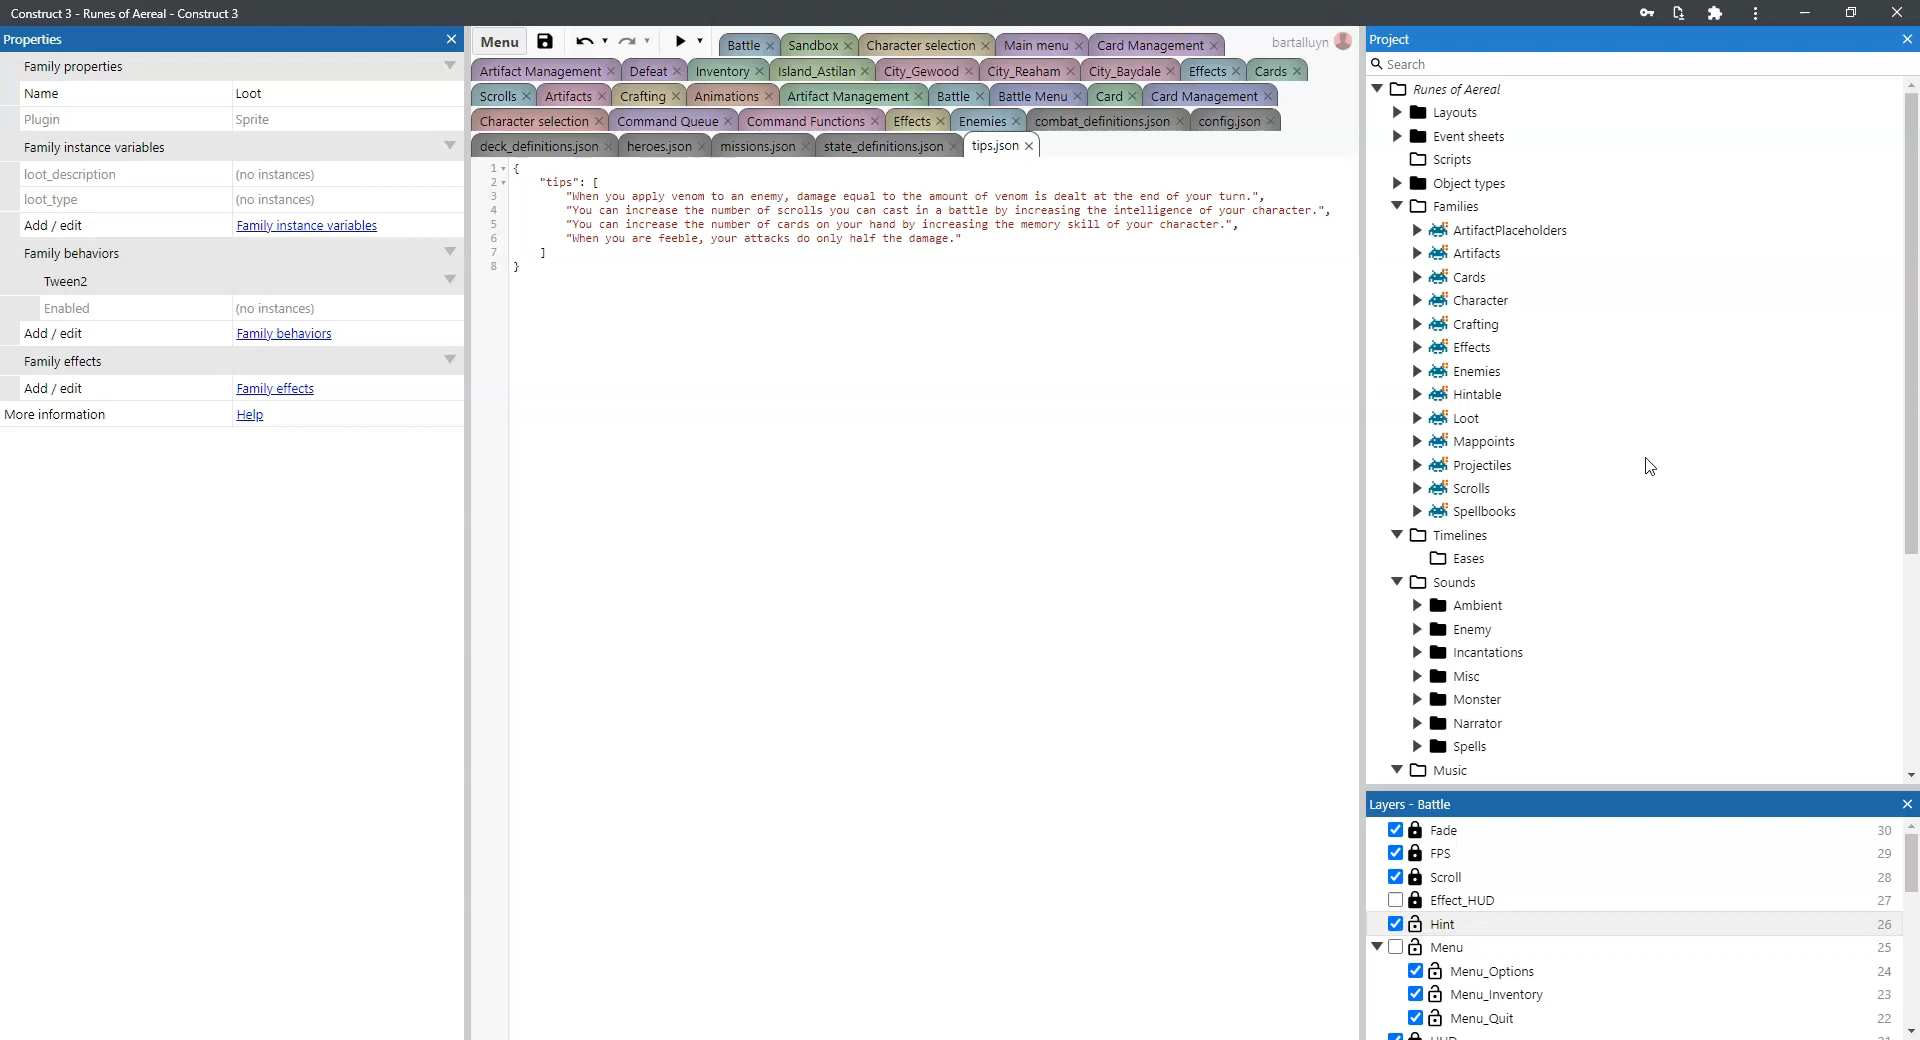 Construct 3 - Runes of Aereal - Construct 3
Properties
Family properties
Name Loot
Plugin Sprite
Family instance variables
loot_description (no instances)
loot_type (no instances)
Add / edit Family instance variables
Family behaviors
Tween2
Enabled (no instances)
Add / edit Family behaviors
Family effects
Add / edit Family effects
More information Help
Menu
Battle Sandbox Character selection Main menu Card Management
bartalluyn
Artifact Management Defeat Inventory Island_Astilan City_Gewood City_Reaham City_Baydale Effects Cards
Scrolls Artifacts Crafting Animations Artifact Management Battle Battle Menu Card Card Management
Character selection Command Queue Command Functions Effects Enemies combat_definitions.json config.json
deck_definitions.json heroes.json missions.json state_definitions.json tips.json
1 {
2 "tips": [
3 "When you apply venom to an enemy, damage equal to the amount of venom is dealt at the end of your turn.",
4 "You can increase the number of scrolls you can cast in a battle by increasing the intelligence of your character.",
5 "You can increase the number of cards on your hand by increasing the memory skill of your character.",
6 "When you are feeble, your attacks do only half the damage."
7 ]
8 }
Project
Search
Runes of Aereal
Layouts
Event sheets
Scripts
Object types
Families
ArtifactPlaceholders
Artifacts
Cards
Character
Crafting
Effects
Enemies
Hintable
Loot
Mappoints
Projectiles
Scrolls
Spellbooks
Timelines
Eases
Sounds
Ambient
Enemy
Incantations
Misc
Monster
Narrator
Spells
Music
Layers - Battle
Fade 30
FPS 29
Scroll 28
Effect_HUD 27
Hint 26
Menu 25
Menu_Options 24
Menu_Inventory 23
Menu_Quit 22